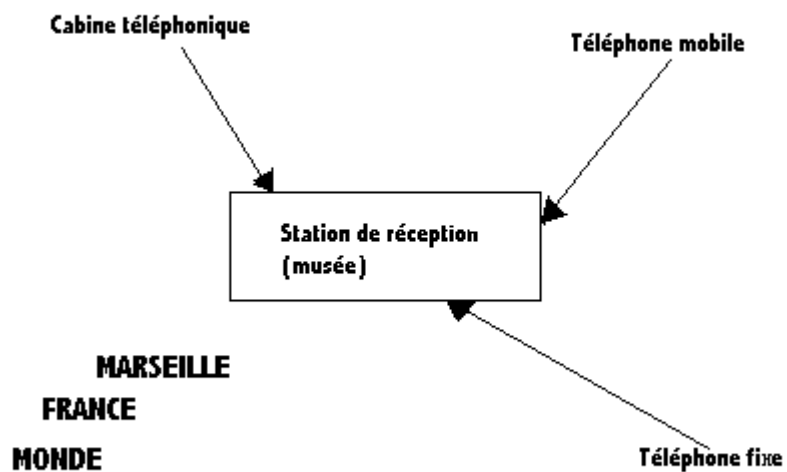 Cabine téléphonique
Téléphone mobile
Station de réception
(musée)
MARSEILLE
FRANCE
MONDE
Téléphone fixe